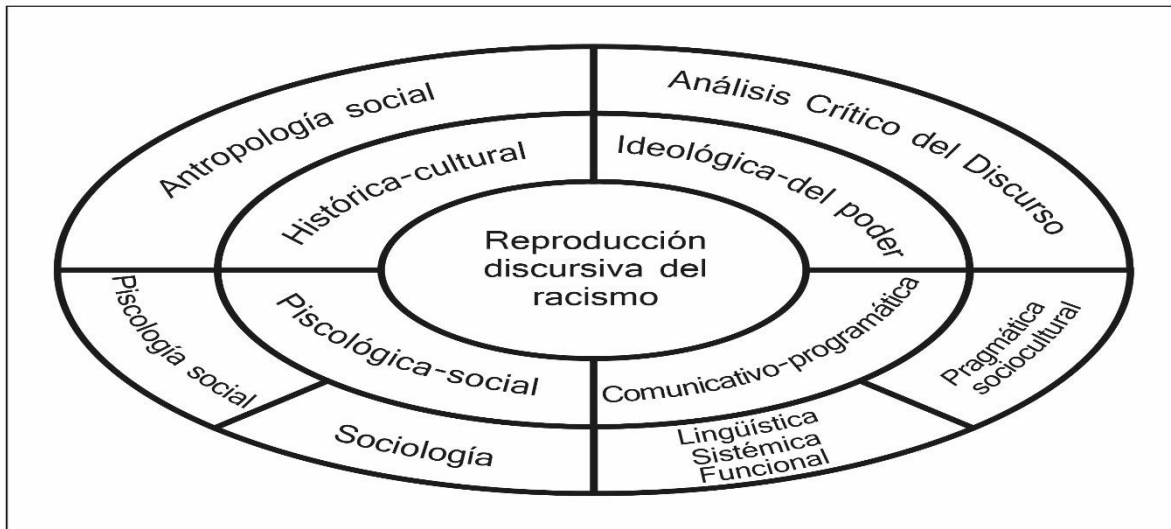 Antropología social
Análisis Crítico del Discurso
Histórica-cultural
Ideológica-del poder
Reproducción
discursiva del
racismo
Piscología social
Piscológica-social
Comunicativo-programática
Pragmática
sociocultural
Sociología
Lingüística
Sistémica
Funcional